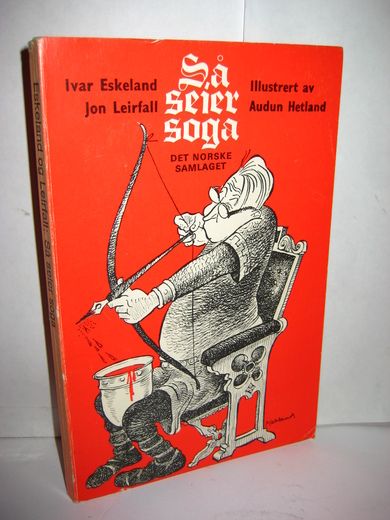 Ivar Eskeland
Jon Leirfall
Så
seier
soga
Illustrert av
Audun Hetland
DET NORSKE
SAMLAGET
Eskeland og Leirfall: Så seier soga